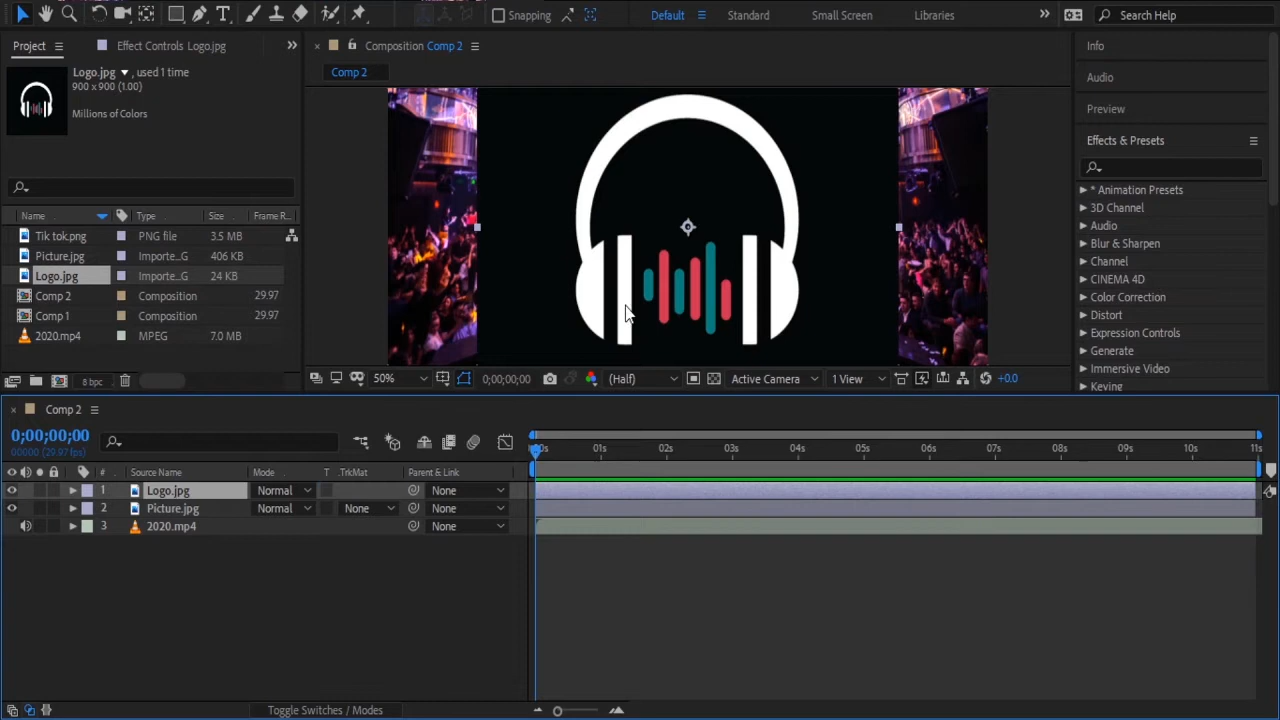 Snapping
Default
Standard
Small Screen
Libraries
Search Help
Project
Effect Controls Logo.jpg
Composition Comp 2
Info
Logo.jpg , used 1 time
900 x 900 (1.00)
Millions of Colors
Comp 2
Audio
Preview
Effects & Presets
Name
Type
Size
Frame R...
Tik tok.png
PNG file
3.5 MB
Picture.jpg
Importe...G
406 KB
Logo.jpg
Importe...G
24 KB
Comp 2
Composition
29.97
Comp 1
Composition
29.97
2020.mp4
MPEG
7.0 MB
8 bpc
* Animation Presets
3D Channel
Audio
Blur & Sharpen
Channel
CINEMA 4D
Color Correction
Distort
Expression Controls
Generate
Immersive Video
Keying
50%
0;00;00;00
(Half)
Active Camera
1 View
+0.0
Comp 2
0;00;00;00
00000 (29.97 fps)
01s
02s
03s
04s
05s
06s
07s
08s
09s
10s
11s
#
Source Name
Mode
T
.TrkMat
Parent & Link
1
Logo.jpg
Normal
None
2
Picture.jpg
Normal
None
None
3
2020.mp4
None
Toggle Switches / Modes